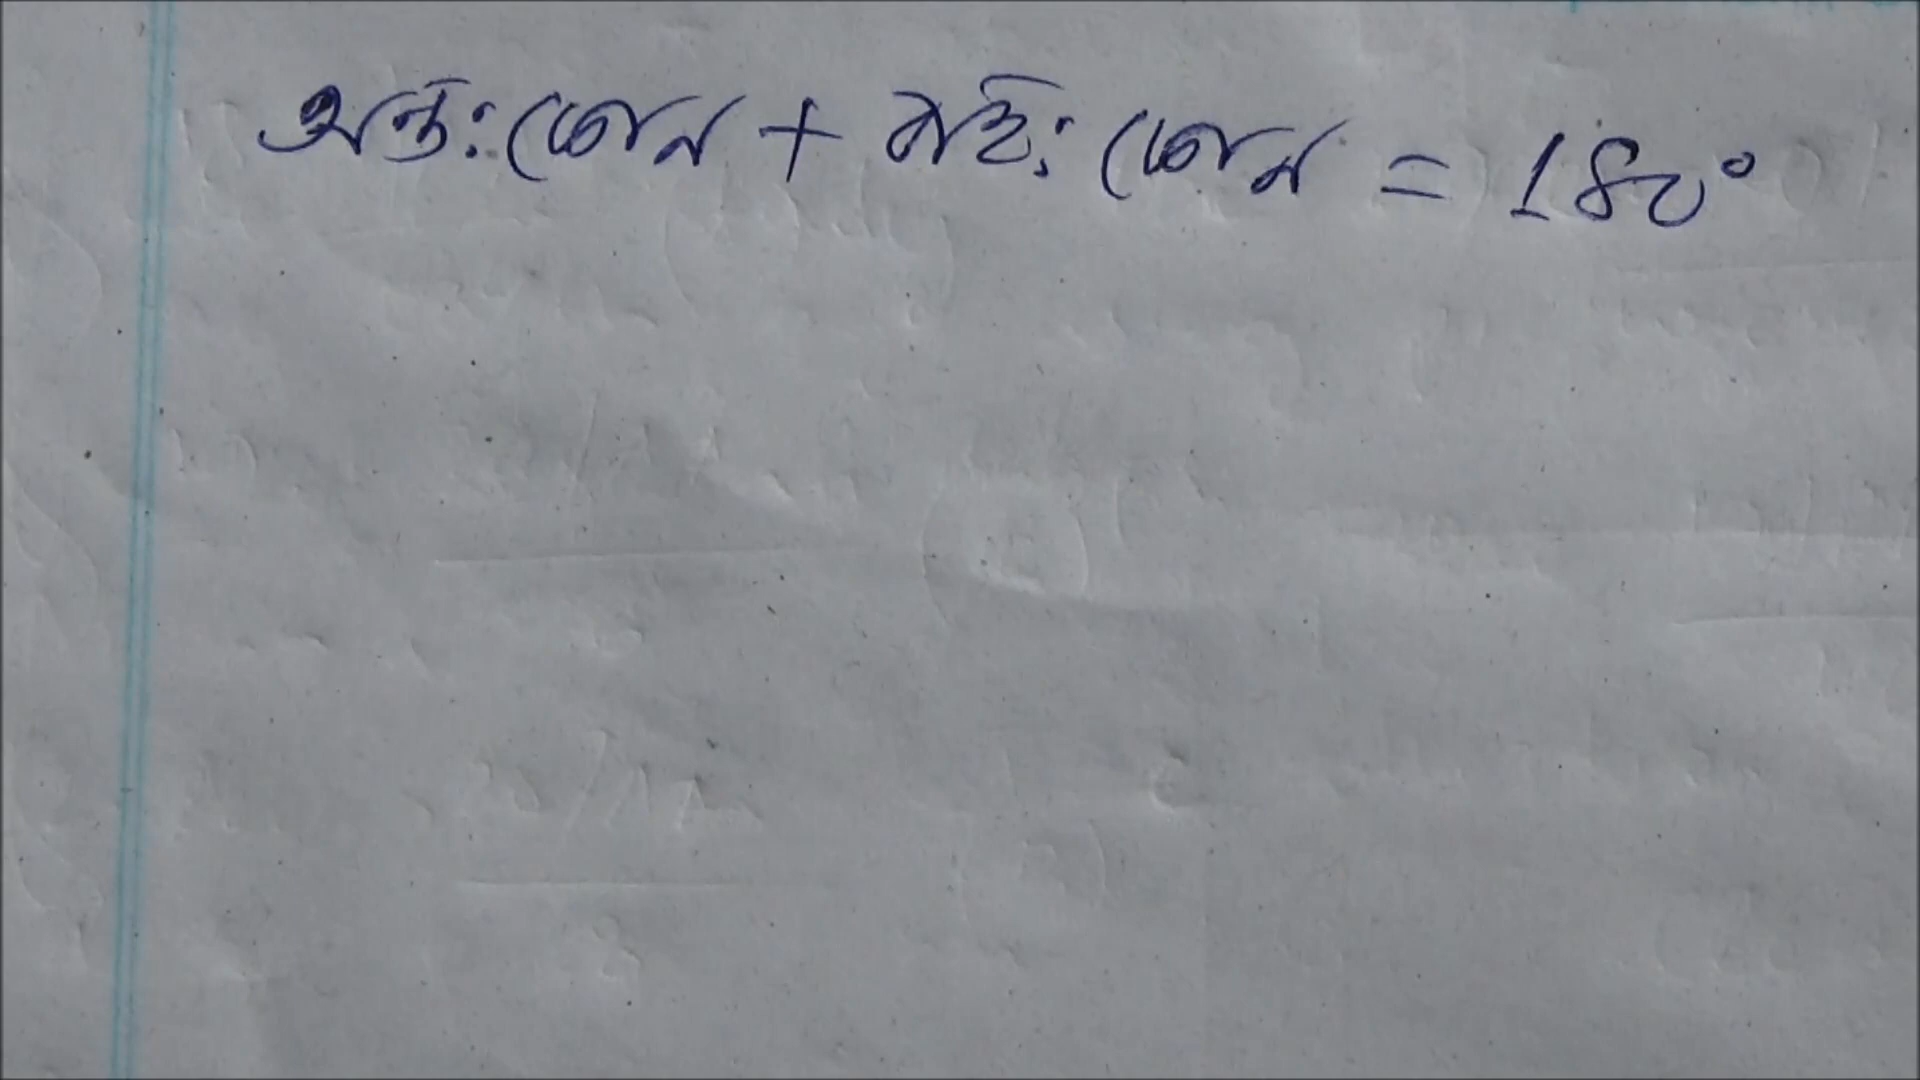 অন্ত: কোন + বহি: কোন = 180°